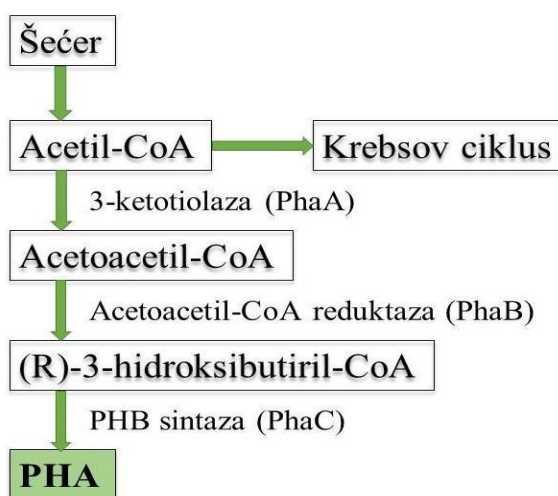 Šećer
Acetil-CoA
Krebsov ciklus
3-ketotiolaza (PhaA)
Acetoacetil-CoA
Acetoacetil-CoA reduktaza (PhaB)
(R)-3-hidroksibutiril-CoA
PHB sintaza (PhaC)
PHA